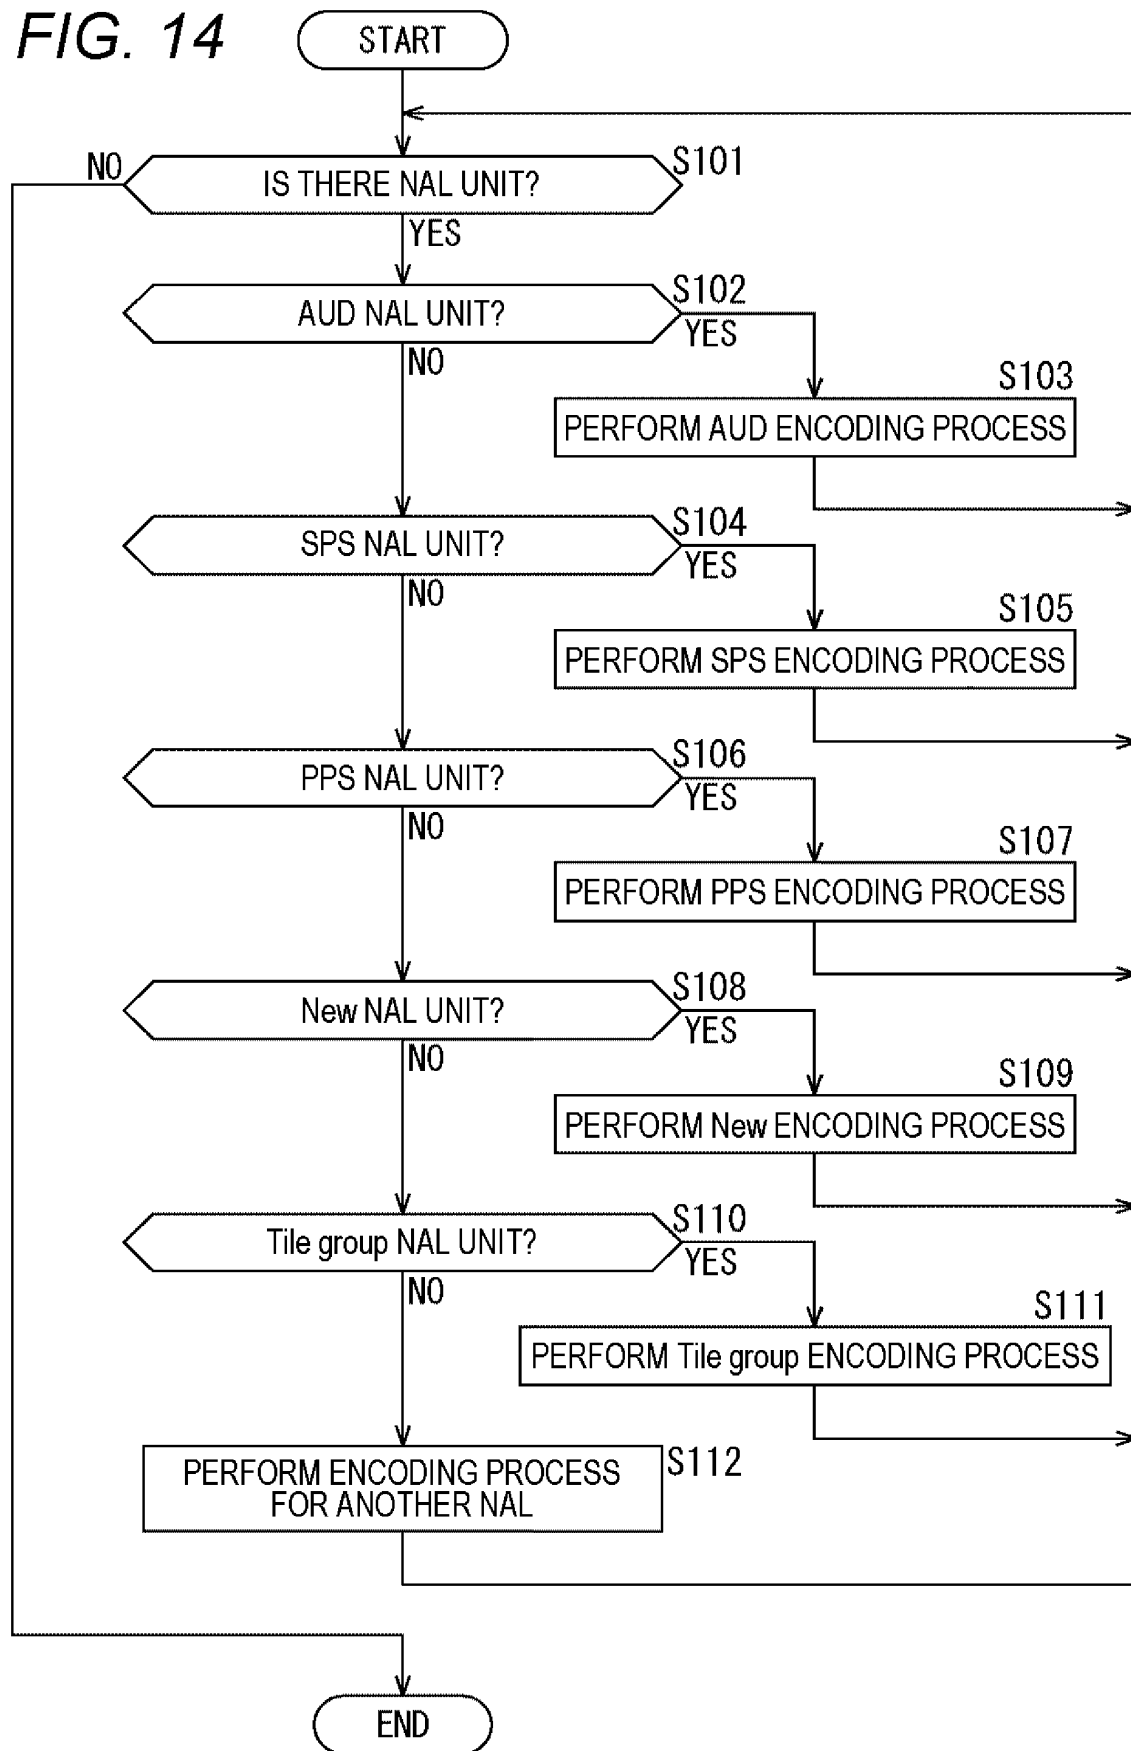 FIG. 14
START
NO
IS THERE NAL UNIT?
S101
YES
AUD NAL UNIT?
S102
YES
NO
S103
PERFORM AUD ENCODING PROCESS
SPS NAL UNIT?
S104
YES
NO
S105
PERFORM SPS ENCODING PROCESS
PPS NAL UNIT?
S106
YES
NO
S107
PERFORM PPS ENCODING PROCESS
New NAL UNIT?
S108
YES
NO
S109
PERFORM New ENCODING PROCESS
Tile group NAL UNIT?
S110
YES
NO
S111
PERFORM Tile group ENCODING PROCESS
PERFORM ENCODING PROCESS
FOR ANOTHER NAL
S112
END